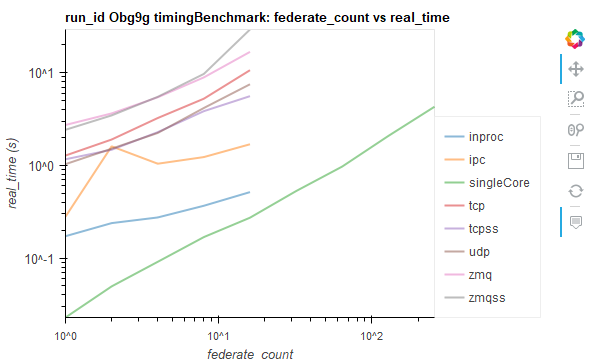 run_id Obg9g timingBenchmark: federate_count vs real_time
real_time (s)
10^1
10^0
10^-1
10^0
10^1
10^2
federate_count
inproc
ipc
singleCore
tcp
tcpss
udp
zmq
zmqss